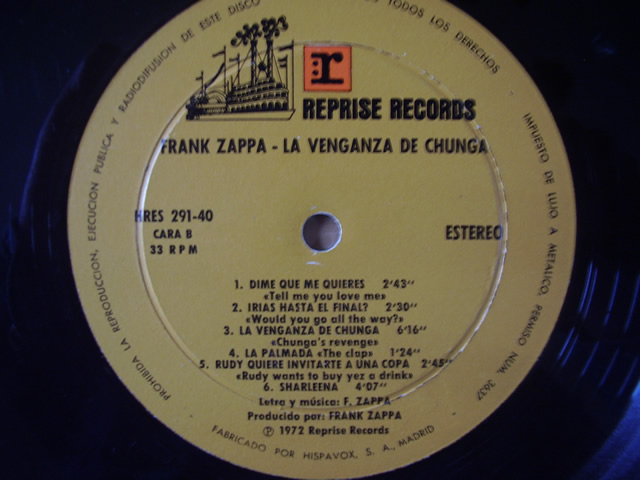 PROHIBIDA LA REPRODUCCION, EJECUCION PUBLICA Y RADIODIFUSION DE ESTE DISCO
TODOS LOS DERECHOS
IMPUESTO DE LUJO A METALICO, PERMISO NUM. 3637
r
REPRISE RECORDS
FRANK ZAPPA - LA VENGANZA DE CHUNGA
HRES 291-40
CARA B
33 RPM
ESTEREO
1. DIME QUE ME QUIERES 2'43"
«Tell me you love me»
2. IRIAS HASTA EL FINAL? 2'30"
«Would you go all the way?»
3. LA VENGANZA DE CHUNGA 6'16"
«Chunga's revenge»
4. LA PALMADA «The clap» 1'24"
5. RUDY QUIERE INVITARTE A UNA COPA 2'45"
«Rudy wants to buy yez a drink»
6. SHARLEENA 4'07"
Letra y música: F. ZAPPA
Producido por: FRANK ZAPPA
Ⓟ 1972 Reprise Records
FABRICADO POR HISPAVOX, S. A., MADRID